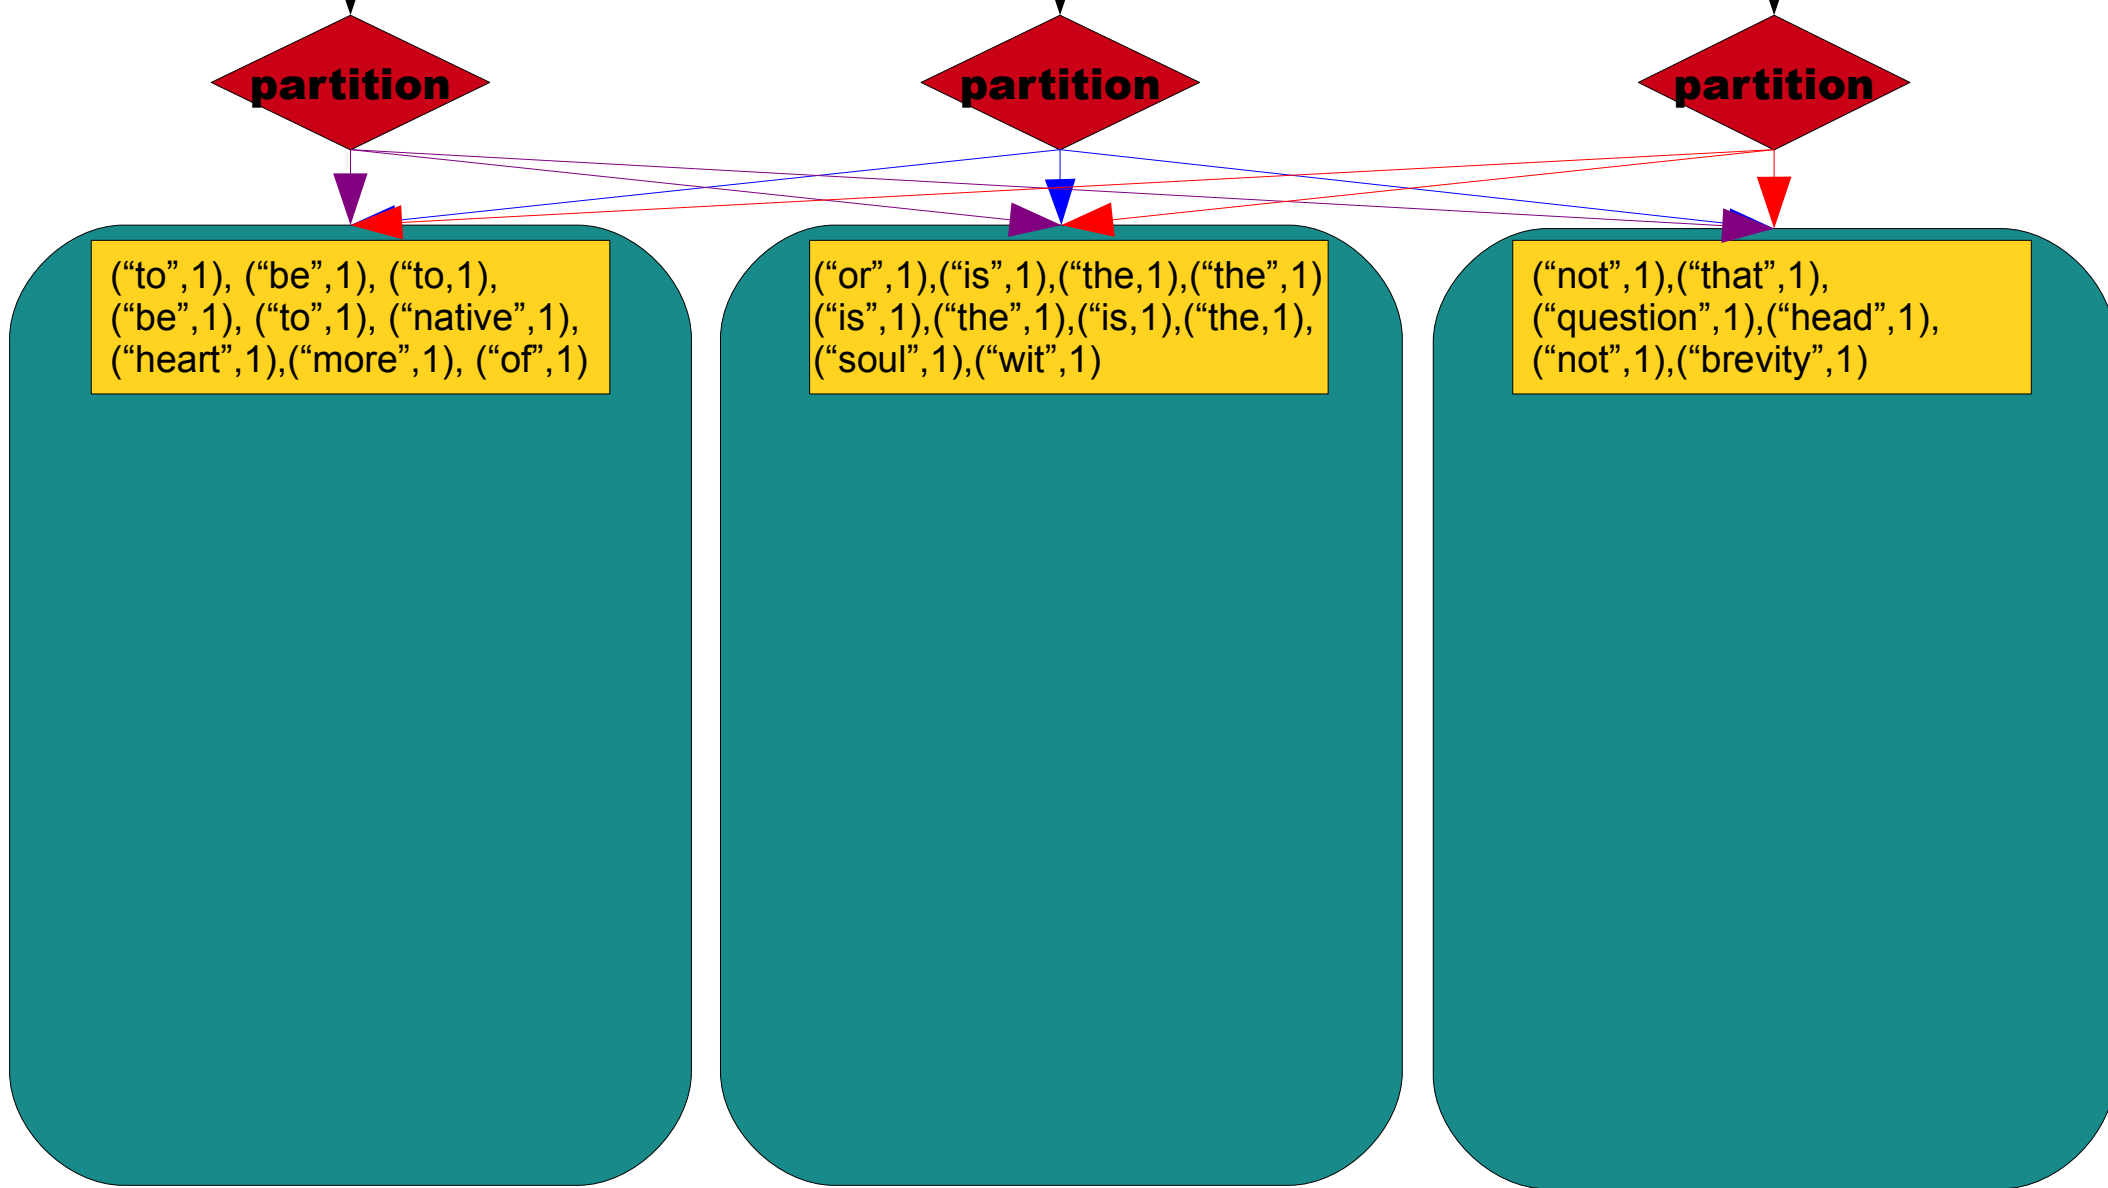 partition
partition
partition
(“to”,1), (“be”,1), (“to,1),
(“be”,1), (“to”,1), (“native”,1),
(“heart”,1),(“more”,1), (“of”,1)
(“or”,1),(“is”,1),(“the,1),(“the”,1)
(“is”,1),(“the”,1),(“is,1),(“the,1),
(“soul”,1),(“wit”,1)
(“not”,1),(“that”,1),
(“question”,1),(“head”,1),
(“not”,1),(“brevity”,1)